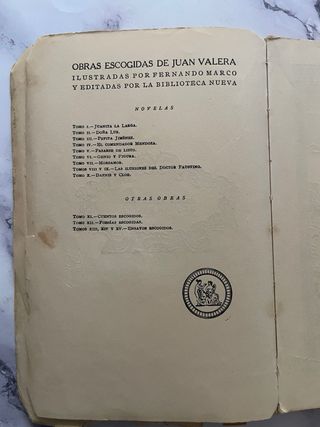 OBRAS ESCOGIDAS DE JUAN VALERA
ILUSTRADAS POR FERNANDO MARCO
Y EDITADAS POR LA BIBLIOTECA NUEVA
NOVELAS
Tomo I.—Juanita la Larga.
Tomo II.—Doña Luz.
Tomo III.—Pepita Jiménez.
Tomo IV.—El comendador Mendoza.
Tomo V.—Pasarse de listo.
Tomo VI.—Genio y Figura.
Tomo VII.—Morsamor.
Tomos VIII y IX.—Las ilusiones del Doctor Faustino.
Tomo X.—Dafnis y Cloe.
OTRAS OBRAS
Tomo XI.—Cuentos escogidos.
Tomo XII.—Poesías escogidas.
Tomos XIII, XIV y XV.—Ensayos escogidos.